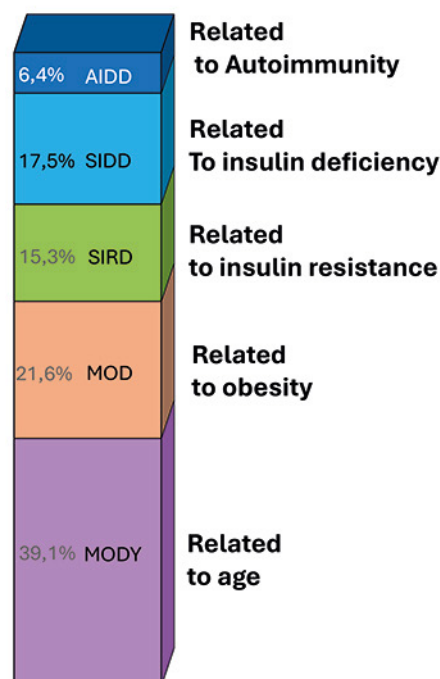 Related
to Autoimmunity
6,4% AIDD
Related
To insulin deficiency
17,5% SIDD
Related
to insulin resistance
15,3% SIRD
Related
to obesity
21,6% MOD
Related
to age
39,1% MODY